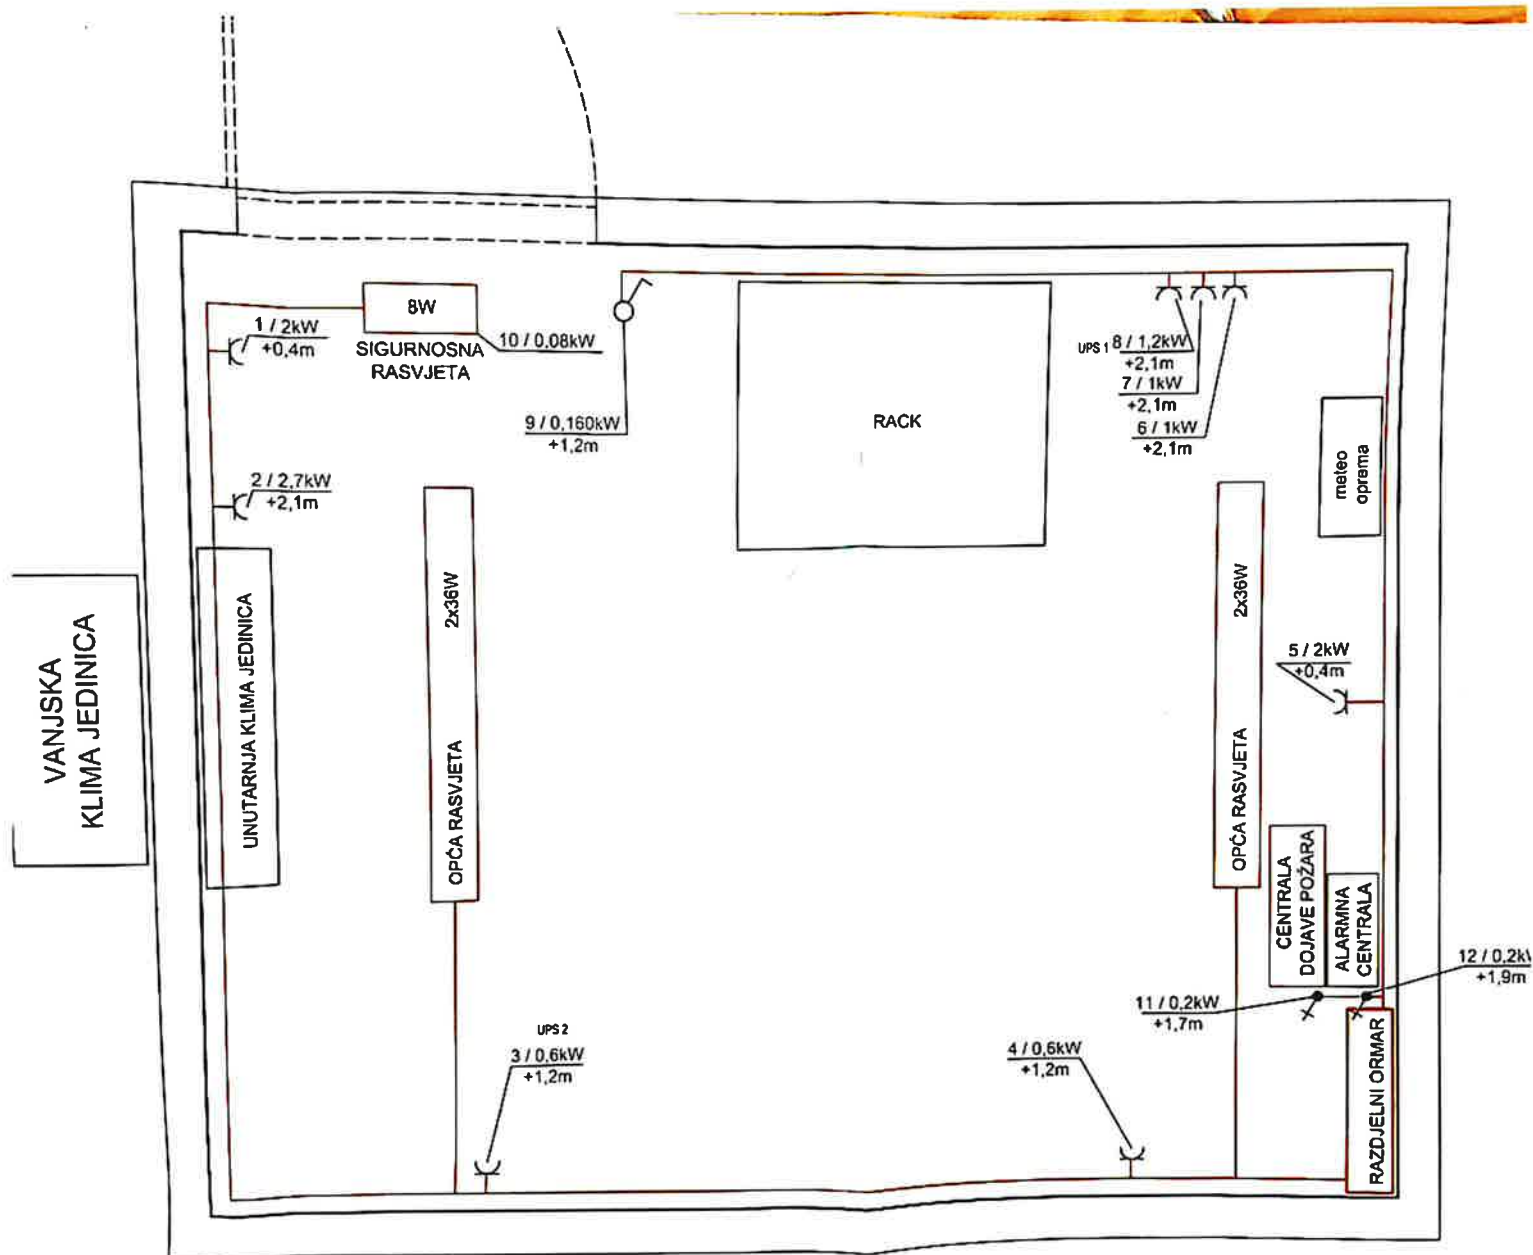 8W
SIGURNOSNA
RASVJETA
10 / 0,08kW
1 / 2kW
+0,4m
2 / 2,7kW
+2,1m
9 / 0,160kW
+1,2m
RACK
UPS 1 8 / 1,2kW
+2,1m
7 / 1kW
+2,1m
6 / 1kW
+2,1m
meteo
oprema
VANJSKA
KLIMA JEDINICA
UNUTARNJA KLIMA JEDINICA
OPĆA RASVJETA 2x36W
OPĆA RASVJETA 2x36W
5 / 2kW
+0,4m
CENTRALA
DOJAVE POŽARA
ALARMNA
CENTRALA
12 / 0,2k
+1,9m
11 / 0,2kW
+1,7m
UPS 2
3 / 0,6kW
+1,2m
4 / 0,6kW
+1,2m
RAZDJELNI ORMAR